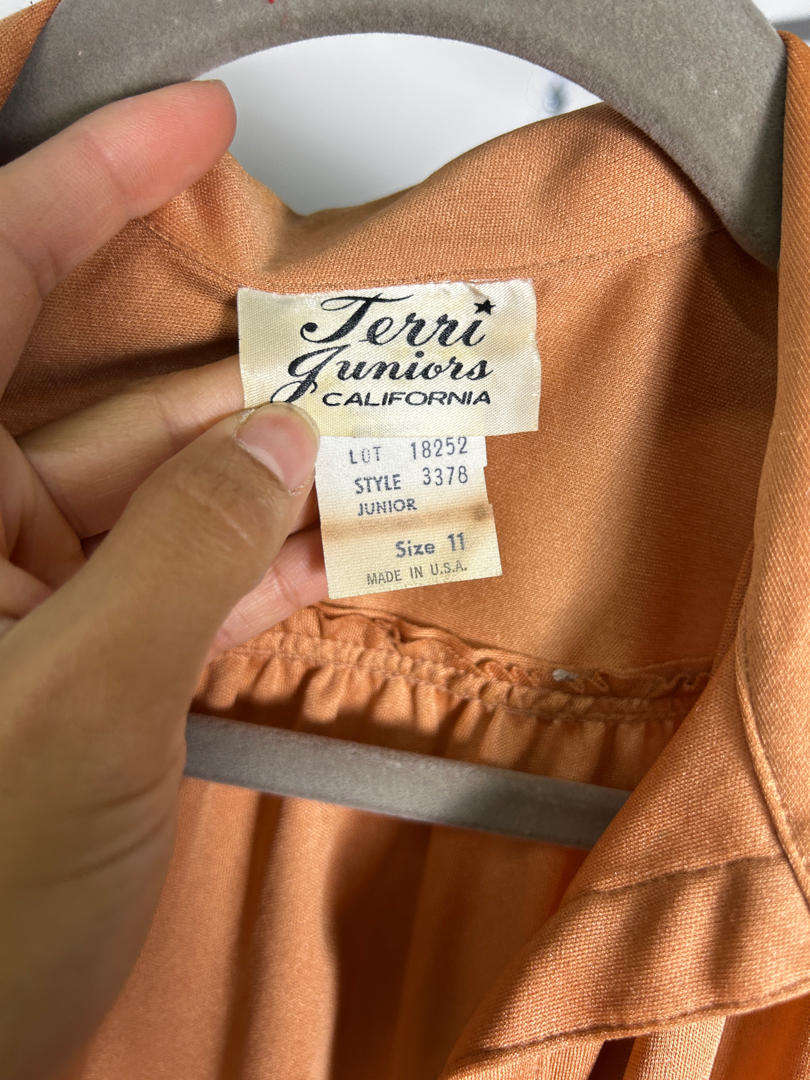 Terri
Juniors
CALIFORNIA
LOT 18252
STYLE 3378
JUNIOR
Size 11
MADE IN U.S.A.